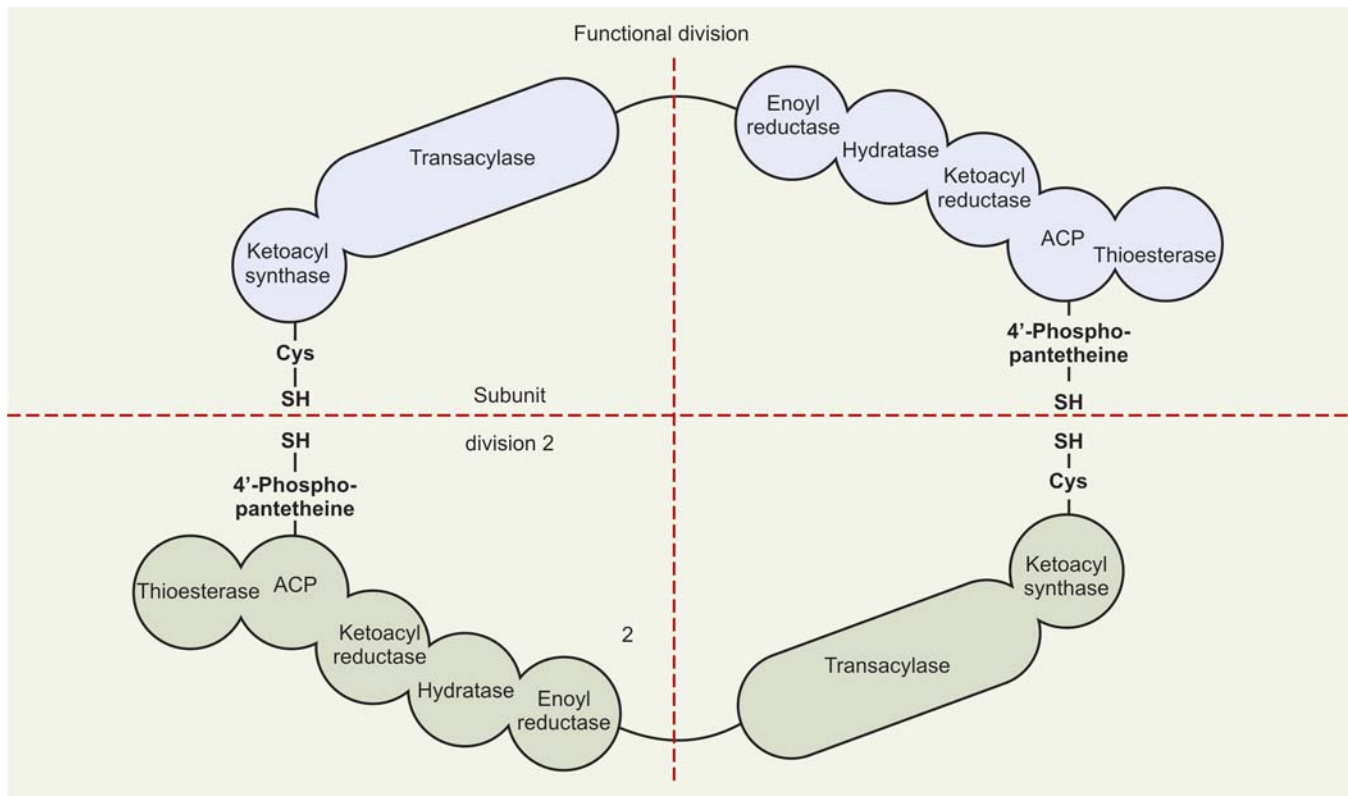 Functional division
Enoyl
reductase
Transacylase
Hydratase
Ketoacyl
reductase
Ketoacyl
synthase
ACP
Thioesterase
Cys
4'-Phospho-
pantetheine
SH
Subunit
SH
SH
division 2
SH
4'-Phospho-
pantetheine
Cys
Thioesterase
ACP
Ketoacyl
synthase
Ketoacyl
reductase
2
Transacylase
Hydratase
Enoyl
reductase